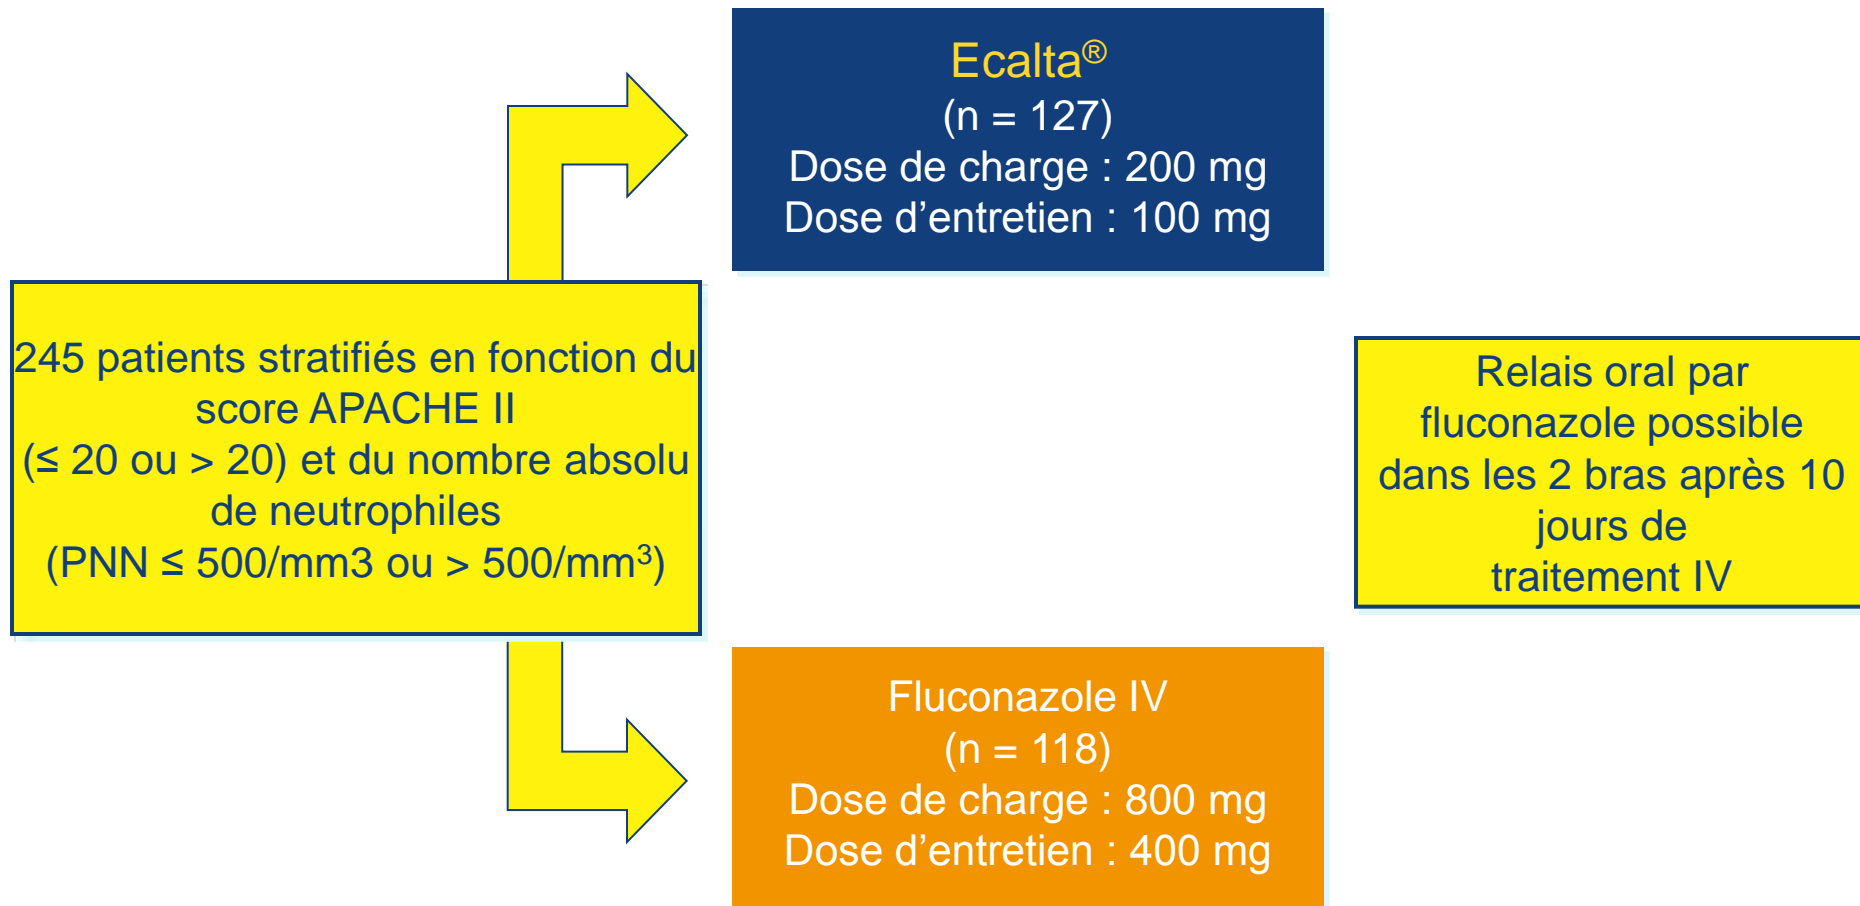 Ecalta®
(n = 127)
Dose de charge : 200 mg
Dose d’entretien : 100 mg
245 patients stratifiés en fonction du
score APACHE II
(≤ 20 ou > 20) et du nombre absolu
de neutrophiles
(PNN ≤ 500/mm3 ou > 500/mm³)
Relais oral par
fluconazole possible
dans les 2 bras après 10
jours de
traitement IV
Fluconazole IV
(n = 118)
Dose de charge : 800 mg
Dose d’entretien : 400 mg